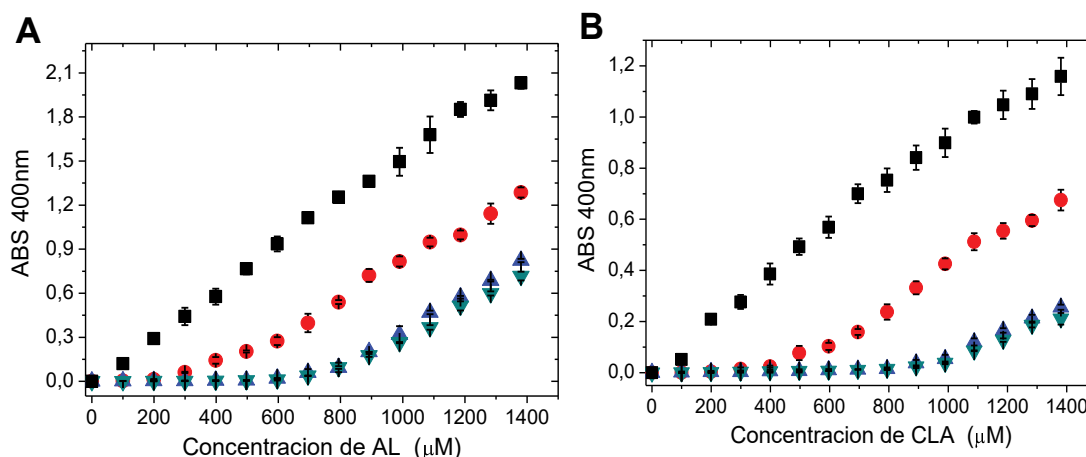 A
ABS 400nm
2,1
1,8
1,5
1,2
0,9
0,6
0,3
0,0
0 200 400 600 800 1000 1200 1400
Concentracion de AL (μM)
B
ABS 400nm
1,2
1,0
0,8
0,6
0,4
0,2
0,0
0 200 400 600 800 1000 1200 1400
Concentracion de CLA (μM)